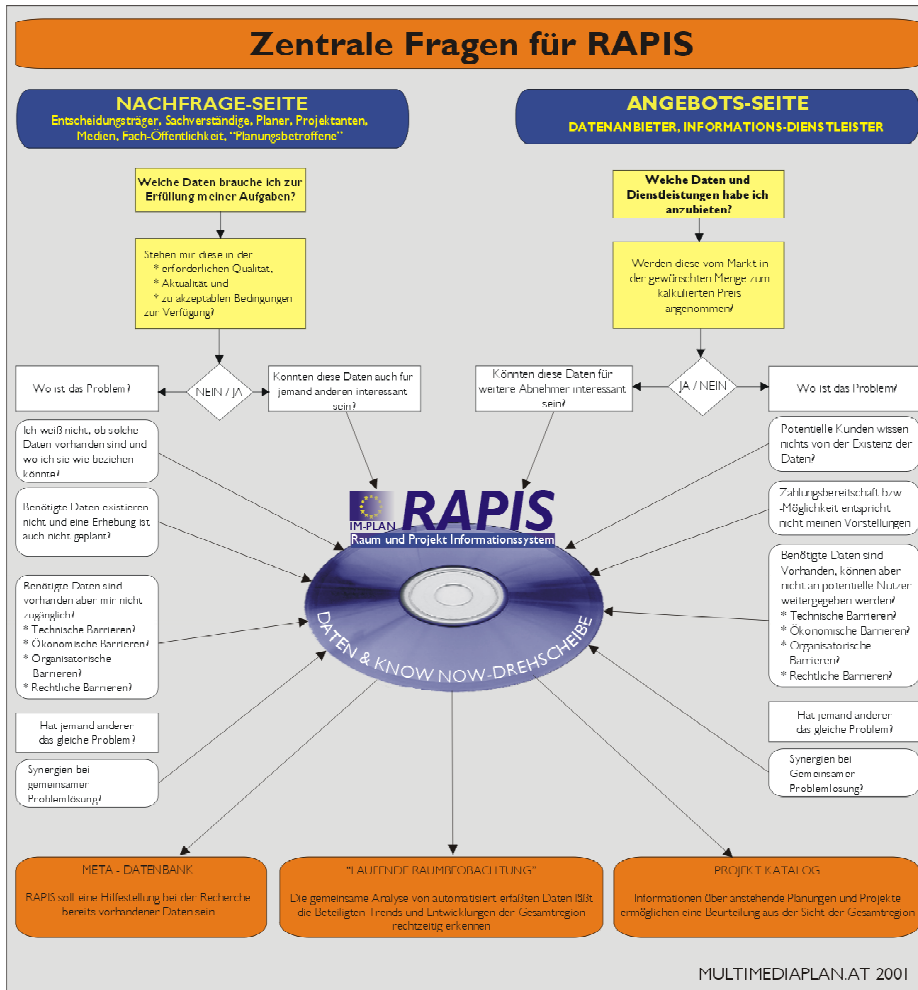 Zentrale Fragen für RAPIS
NACHFRAGE-SEITE
Entscheidungsträger, Sachverständige, Planer, Projektanten,
Medien, Fach-Öffentlichkeit, "Planungsbetroffene"
ANGEBOTS-SEITE
DATENANBIETER, INFORMATIONS-DIENSTLEISTER
Welche Daten brauche ich zur
Erfüllung meiner Aufgaben?
Stehen mir diese in der
* erforderlichen Qualität,
* Aktualität und
* zu akzeptablen Bedingungen
zur Verfügung?
NEIN / JA
Wo ist das Problem?
Könnten diese Daten auch für
jemand anderen interessant
sein?
Welche Daten und
Dienstleistungen habe ich
anzubieten?
Werden diese vom Markt in
der gewünschten Menge zum
kalkulierten Preis
angenommen?
JA / NEIN
Könnten diese Daten für
weitere Abnehmer interessant
sein?
Wo ist das Problem?
Ich weiß nicht, ob solche
Daten vorhanden sind und
wo ich sie wie beziehen
könnte?
Benötigte Daten existieren
nicht und eine Erhebung ist
auch nicht geplant?
Benötigte Daten sind
vorhanden aber mir nicht
zugänglich?
* Technische Barrieren?
* Ökonomische Barrieren?
* Organisatorische
Barrieren?
* Rechtliche Barrieren?
Hat jemand anderer
das gleiche Problem?
Synergien bei
gemeinsamer
Problemlösung?
IM-PLAN
RAPIS
Raum und Projekt Informationssystem
DATEN & KNOW NOW-DREHSCHEIBE
Potentielle Kunden wissen
nichts von der Existenz der
Daten?
Zahlungsbereitschaft bzw
-Möglichkeit entspricht
nicht meinen Vorstellungen
Benötigte Daten sind
Vorhanden, können aber
nicht an potentielle Nutzer
weitergegeben werden?
* Technische Barrieren?
* Ökonomische Barrieren?
* Organisatorische
Barrieren?
* Rechtliche Barrieren?
Hat jemand anderer
das gleiche Problem?
Synergien bei
Gemeinsamer
Problemlösung?
META - DATENBANK
RAPIS soll eine Hilfestellung bei der Recherche
bereits vorhandener Daten sein
"LAUFENDE RAUMBEOBACHTUNG"
Die gemeinsame Analyse von automatisiert erfaßten Daten läßt
die Beteiligten Trends und Entwicklungen der Gesamtregion
rechtzeitig erkennen
PROJEKT KATALOG
Informationen über anstehende Planungen und Projekte
ermöglichen eine Beurteilung aus der Sicht der Gesamtregion
MULTIMEDIAPLAN.AT 2001